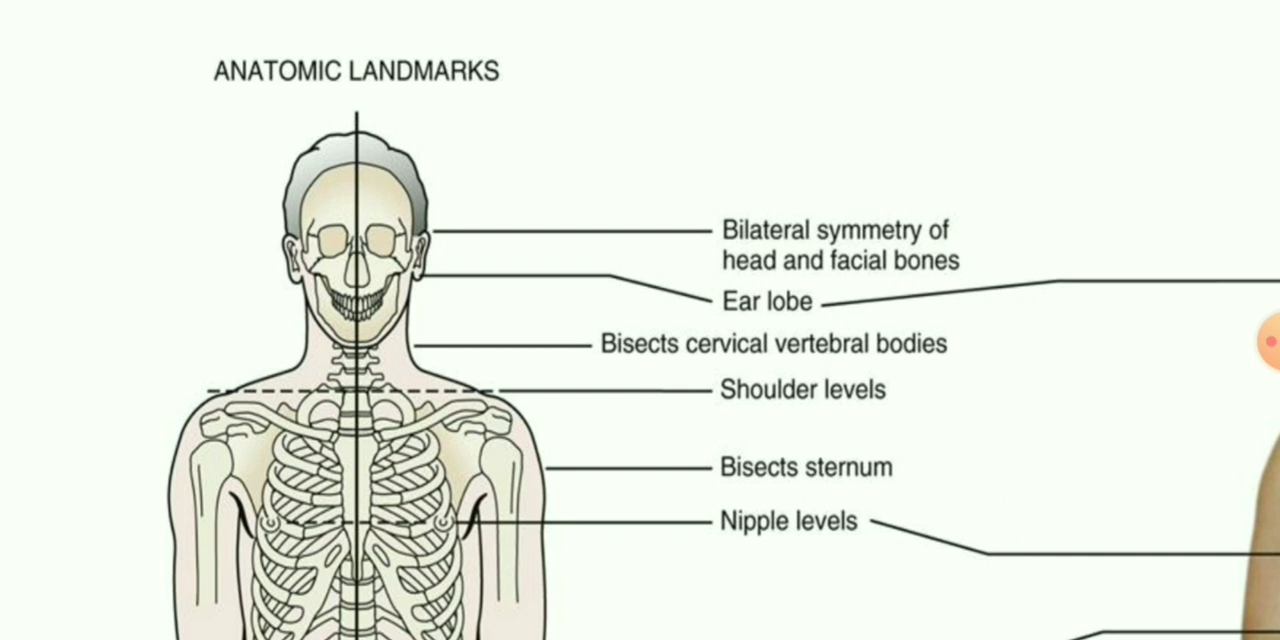 ANATOMIC LANDMARKS
Bilateral symmetry of
head and facial bones
Ear lobe
Bisects cervical vertebral bodies
Shoulder levels
Bisects sternum
Nipple levels